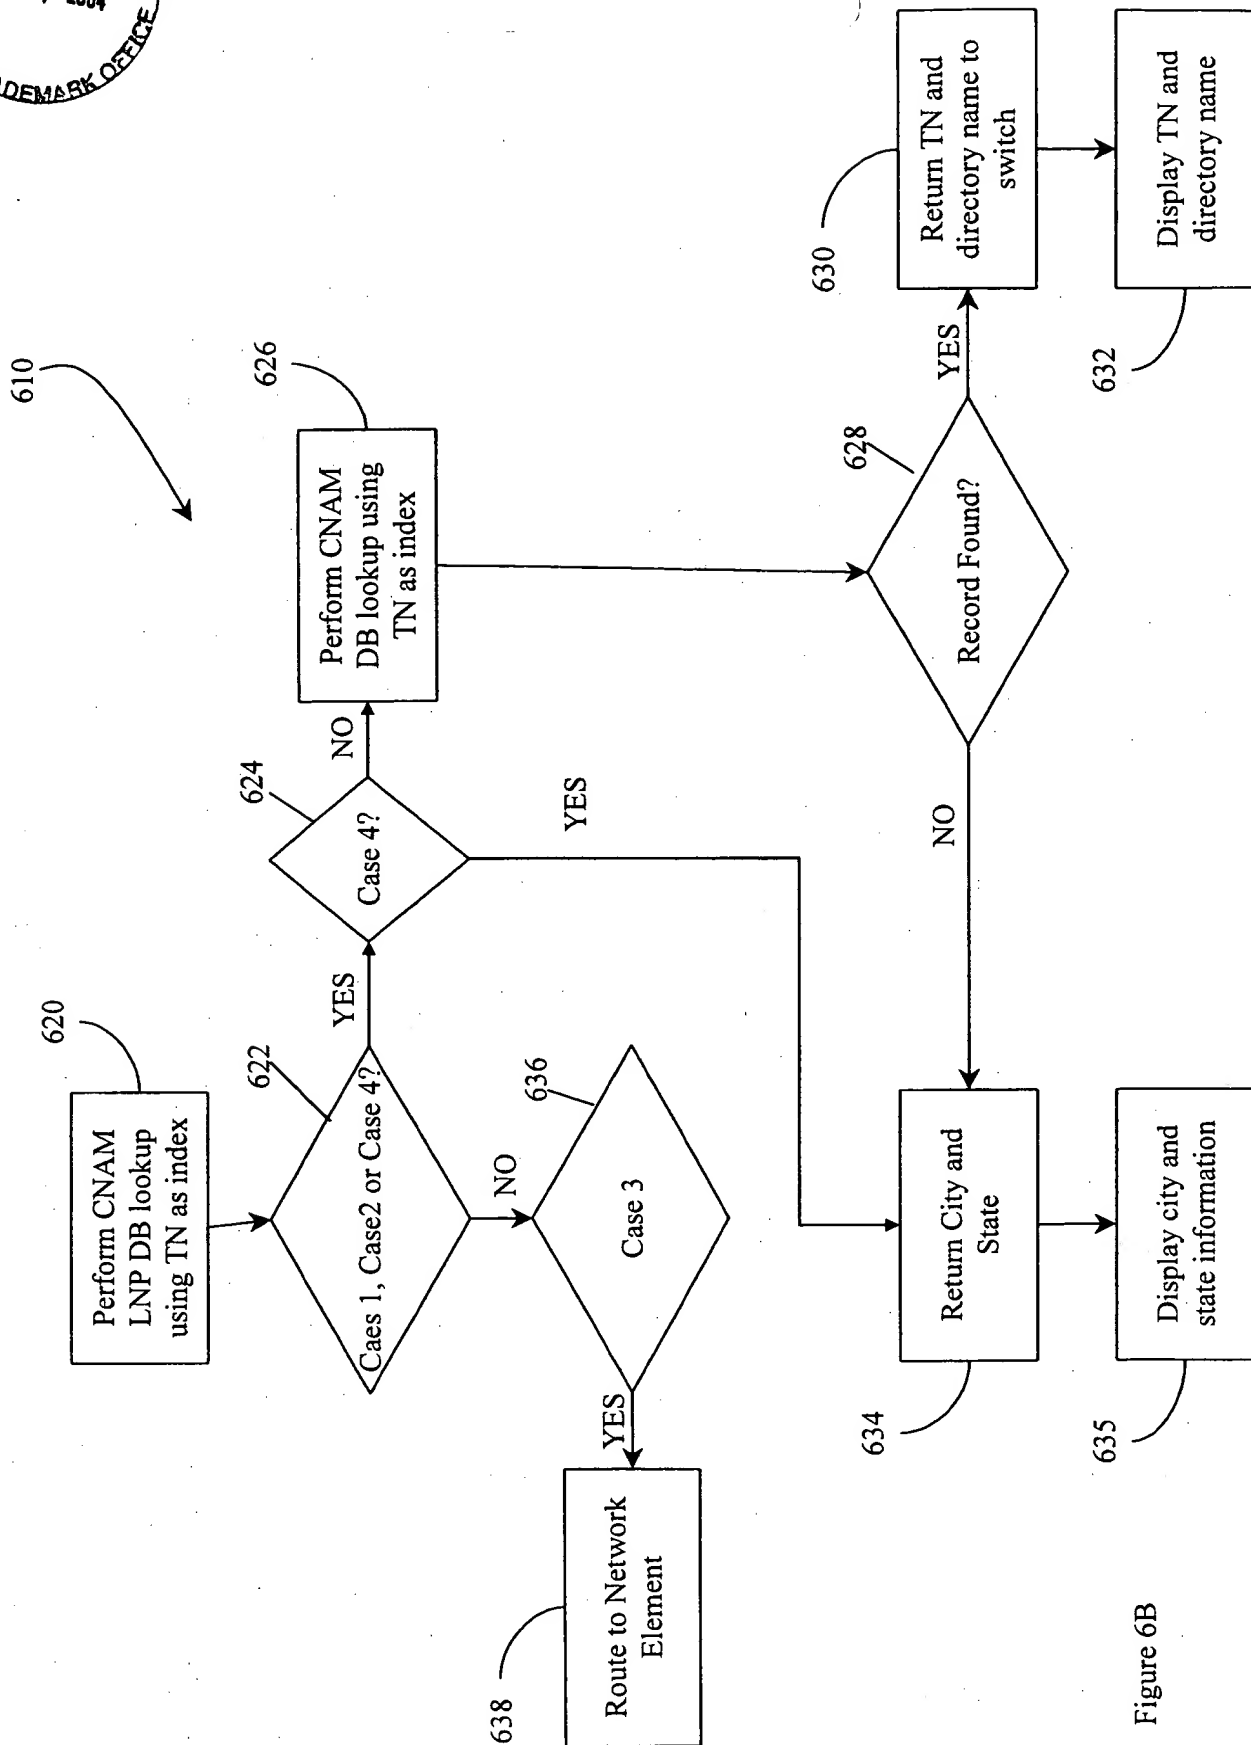 2004
DEMARK OFFICE
610
620
Perform CNAM
LNP DB lookup
using TN as index
622
Caes 1, Case2 or Case 4?
YES
624
Case 4?
NO
626
Perform CNAM
DB lookup using
TN as index
NO
636
Case 3
YES
638
Route to Network
Element
YES
628
Record Found?
YES
630
Return TN and
directory name to
switch
632
Display TN and
directory name
NO
634
Return City and
State
635
Display city and
state information
Figure 6B